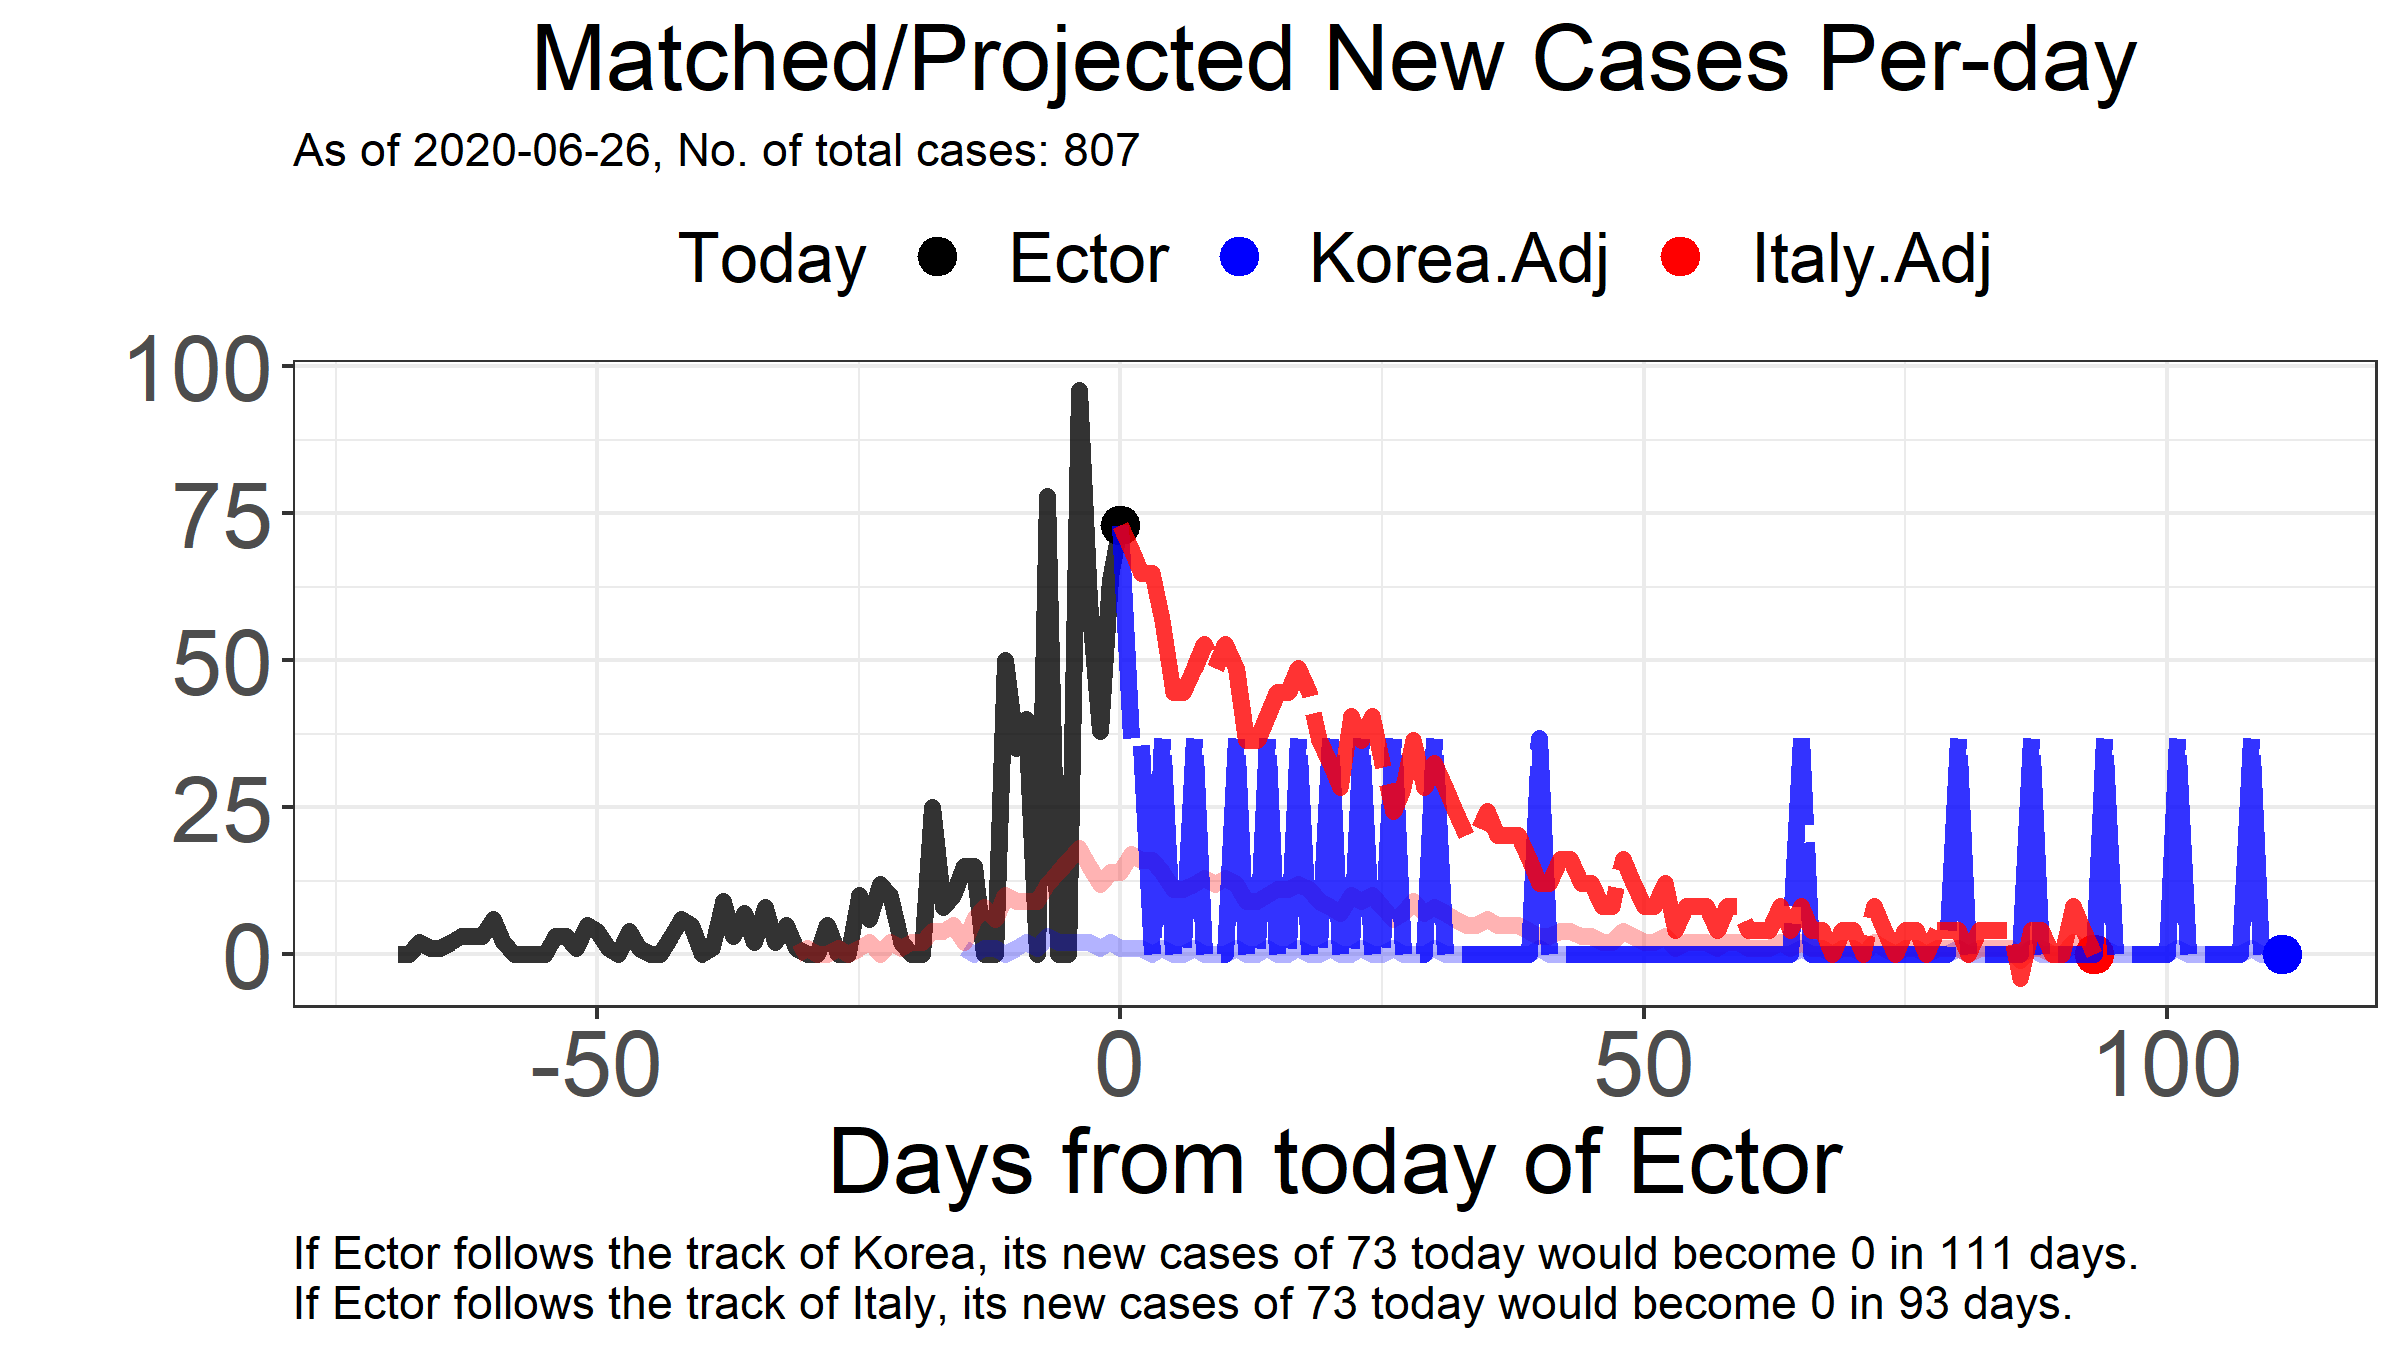 Matched/Projected New Cases Per-day
As of 2020-06-26, No. of total cases: 807
Today Ector Korea.Adj Italy.Adj
100
75
50
25
0
-50 0 50 100
Days from today of Ector
If Ector follows the track of Korea, its new cases of 73 today would become 0 in 111 days.
If Ector follows the track of Italy, its new cases of 73 today would become 0 in 93 days.